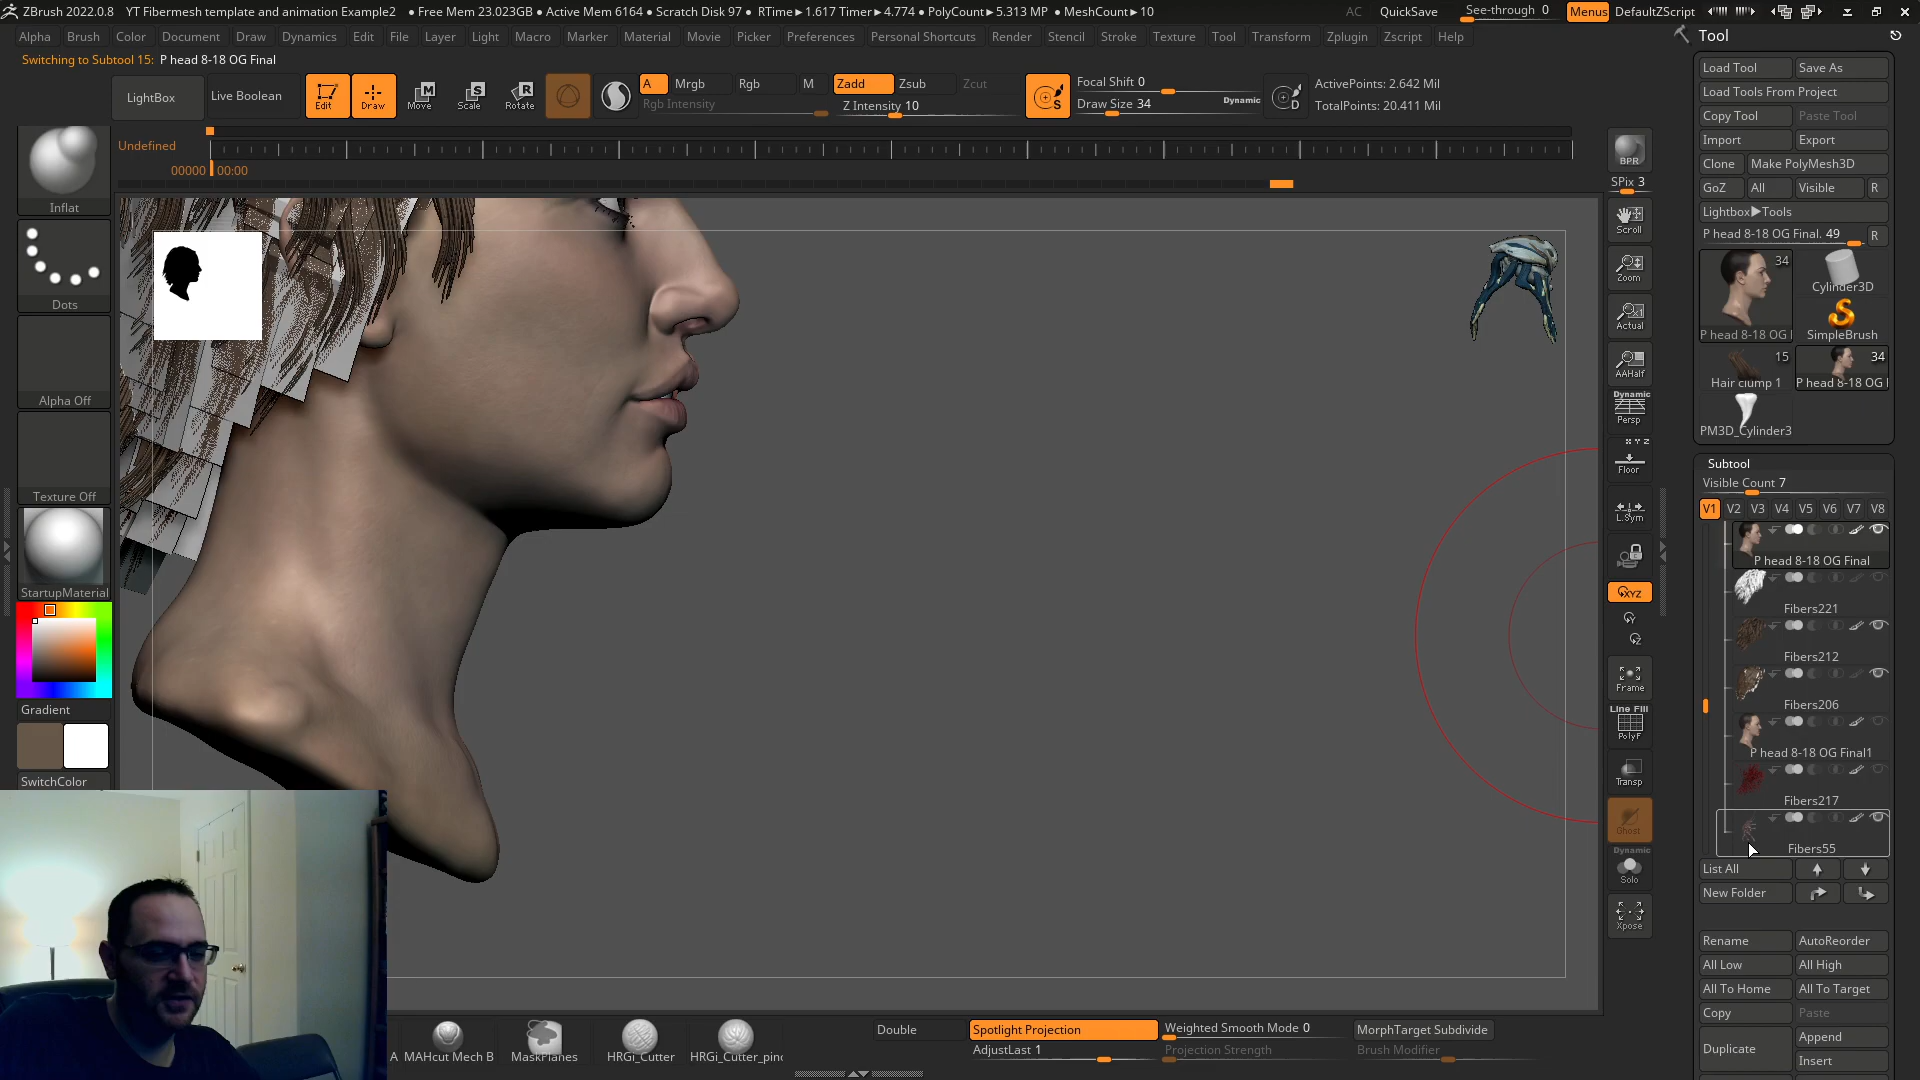 ZBrush 2022.0.8 YT Fibermesh template and animation Example2 ● Free Mem 23.023GB ● Active Mem 6164 ● Scratch Disk 97 ● RTime►1.617 Timer►4.774 ● PolyCount►5.313 MP ● MeshCount►10 AC QuickSave See-through 0 Menus DefaultZScript
Alpha Brush Color Document Draw Dynamics Edit File Layer Light Macro Marker Material Movie Picker Preferences Personal Shortcuts Render Stencil Stroke Texture Tool Transform Zplugin Zscript Help
Switching to Subtool 15: P head 8-18 OG Final
LightBox
Live Boolean
Edit Draw Move Scale Rotate
M S R
A Mrgb Rgb M Zadd Zsub Zcut
Rgb Intensity Z Intensity 10
S
Focal Shift 0
Draw Size 34 Dynamic
D
ActivePoints: 2.642 Mil
TotalPoints: 20.411 Mil
Undefined
00000 00:00
Inflat
Dots
Alpha Off
Texture Off
StartupMaterial
Gradient
SwitchColor
BPR
SPix 3
Scroll
Zoom
Actual
AAHalf
Dynamic
Persp
X Y Z
Floor
L.Sym
XYZ
Y
Z
Frame
Line Fill
PolyF
Transp
Ghost
Dynamic
Solo
Xpose
Tool
Load Tool Save As
Load Tools From Project
Copy Tool Paste Tool
Import Export
Clone Make PolyMesh3D
GoZ All Visible R
Lightbox►Tools
P head 8-18 OG Final. 49 R
34
Cylinder3D
P head 8-18 OG I SimpleBrush
15 34
Hair clump 1 P head 8-18 OG I
PM3D_Cylinder3
Subtool
Visible Count 7
V1 V2 V3 V4 V5 V6 V7 V8
P head 8-18 OG Final
Fibers221
Fibers212
Fibers206
P head 8-18 OG Final1
Fibers217
Fibers55
List All
New Folder
Rename AutoReorder
All Low All High
All To Home All To Target
Copy Paste
Duplicate Append
Insert
A MAHcut Mech B MaskPlanes HRGi_Cutter HRGi_Cutter_pinc
Double Spotlight Projection Weighted Smooth Mode 0 MorphTarget Subdivide
AdjustLast 1 Projection Strength Brush Modifier